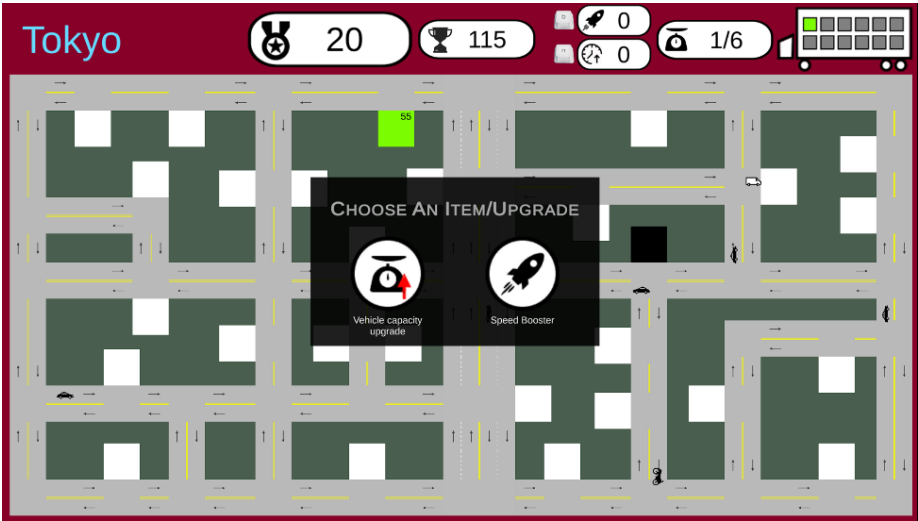 Tokyo
20
115
0
0
1/6
55
CHOOSE AN ITEM/UPGRADE
Vehicle capacity
upgrade
Speed Booster